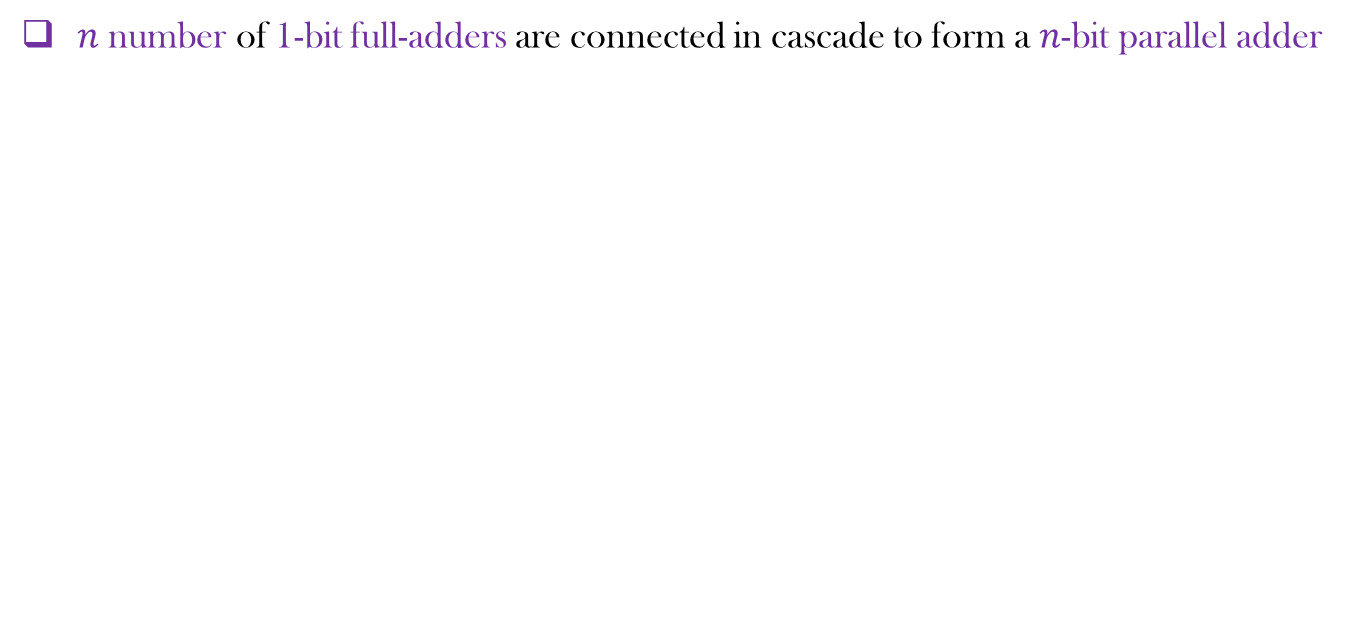 ❑ n number of 1-bit full-adders are connected in cascade to form a n-bit parallel adder